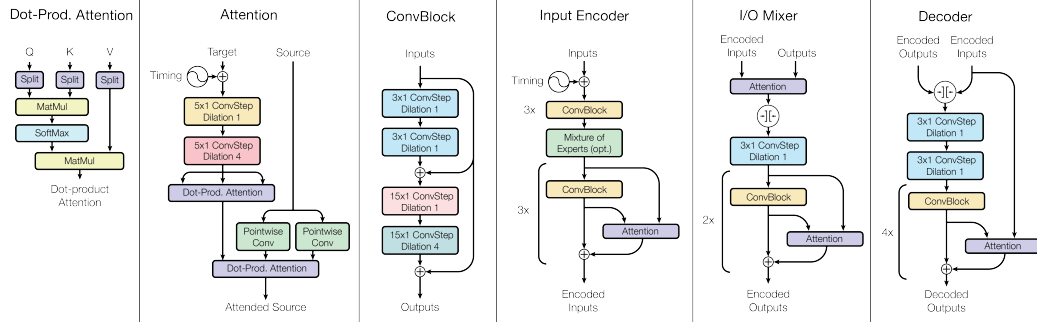 Dot-Prod. Attention
Q K V
Split Split Split
MatMul
SoftMax
MatMul
Dot-product
Attention
Attention
Target Source
Timing
5x1 ConvStep
Dilation 1
5x1 ConvStep
Dilation 4
Dot-Prod. Attention
Pointwise
Conv
Pointwise
Conv
Dot-Prod. Attention
Attended Source
ConvBlock
Inputs
3x1 ConvStep
Dilation 1
3x1 ConvStep
Dilation 1
15x1 ConvStep
Dilation 1
15x1 ConvStep
Dilation 4
Outputs
Input Encoder
Inputs
Timing
3x
ConvBlock
Mixture of
Experts (opt.)
ConvBlock
3x
Attention
Encoded
Inputs
I/O Mixer
Encoded
Inputs
Outputs
Attention
3x1 ConvStep
Dilation 1
ConvBlock
2x
Attention
Encoded
Outputs
Decoder
Encoded
Outputs
Encoded
Inputs
3x1 ConvStep
Dilation 1
3x1 ConvStep
Dilation 1
ConvBlock
4x
Attention
Decoded
Outputs